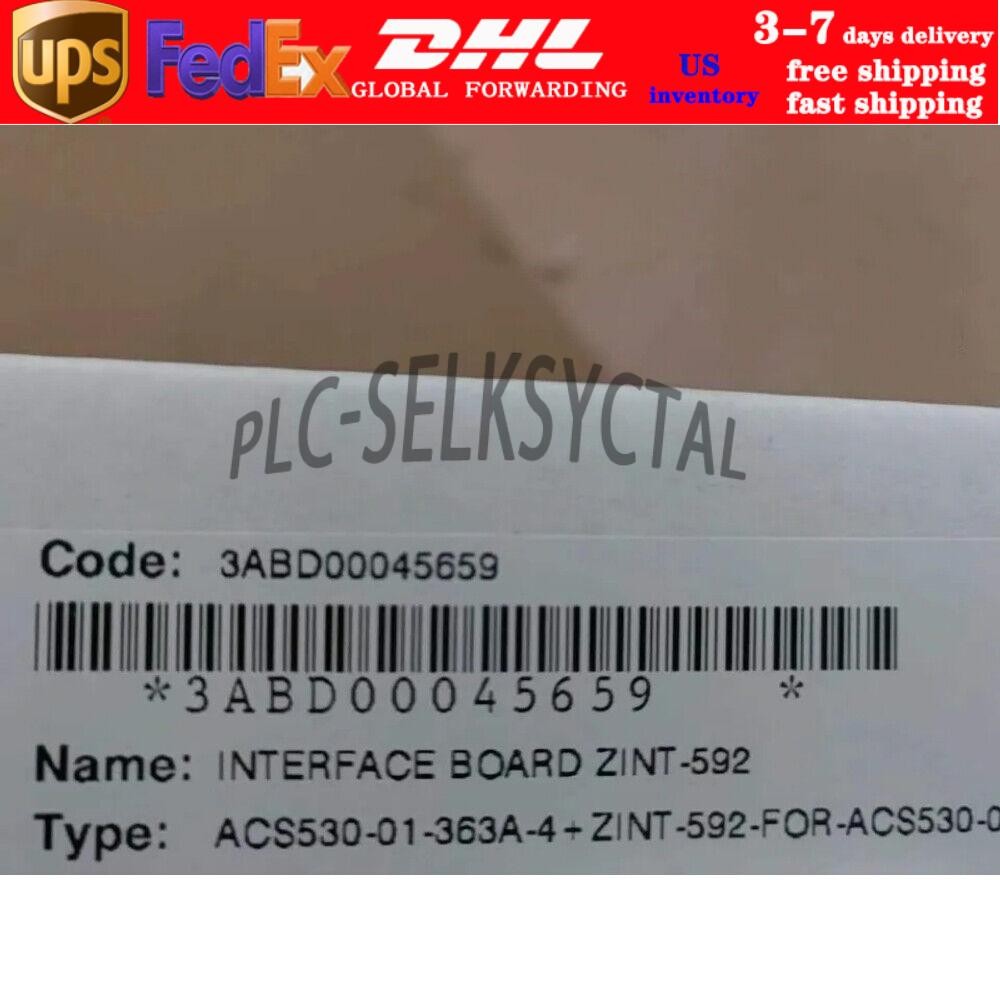 ups FedEx DHL
GLOBAL FORWARDING
US
inventory
3-7 days delivery
free shipping
fast shipping
PLC-SELKSYCTAL
Code: 3ABD00045659
*3ABD00045659 *
Name: INTERFACE BOARD ZINT-592
Type: ACS530-01-363A-4+ZINT-592-FOR-ACS530-0